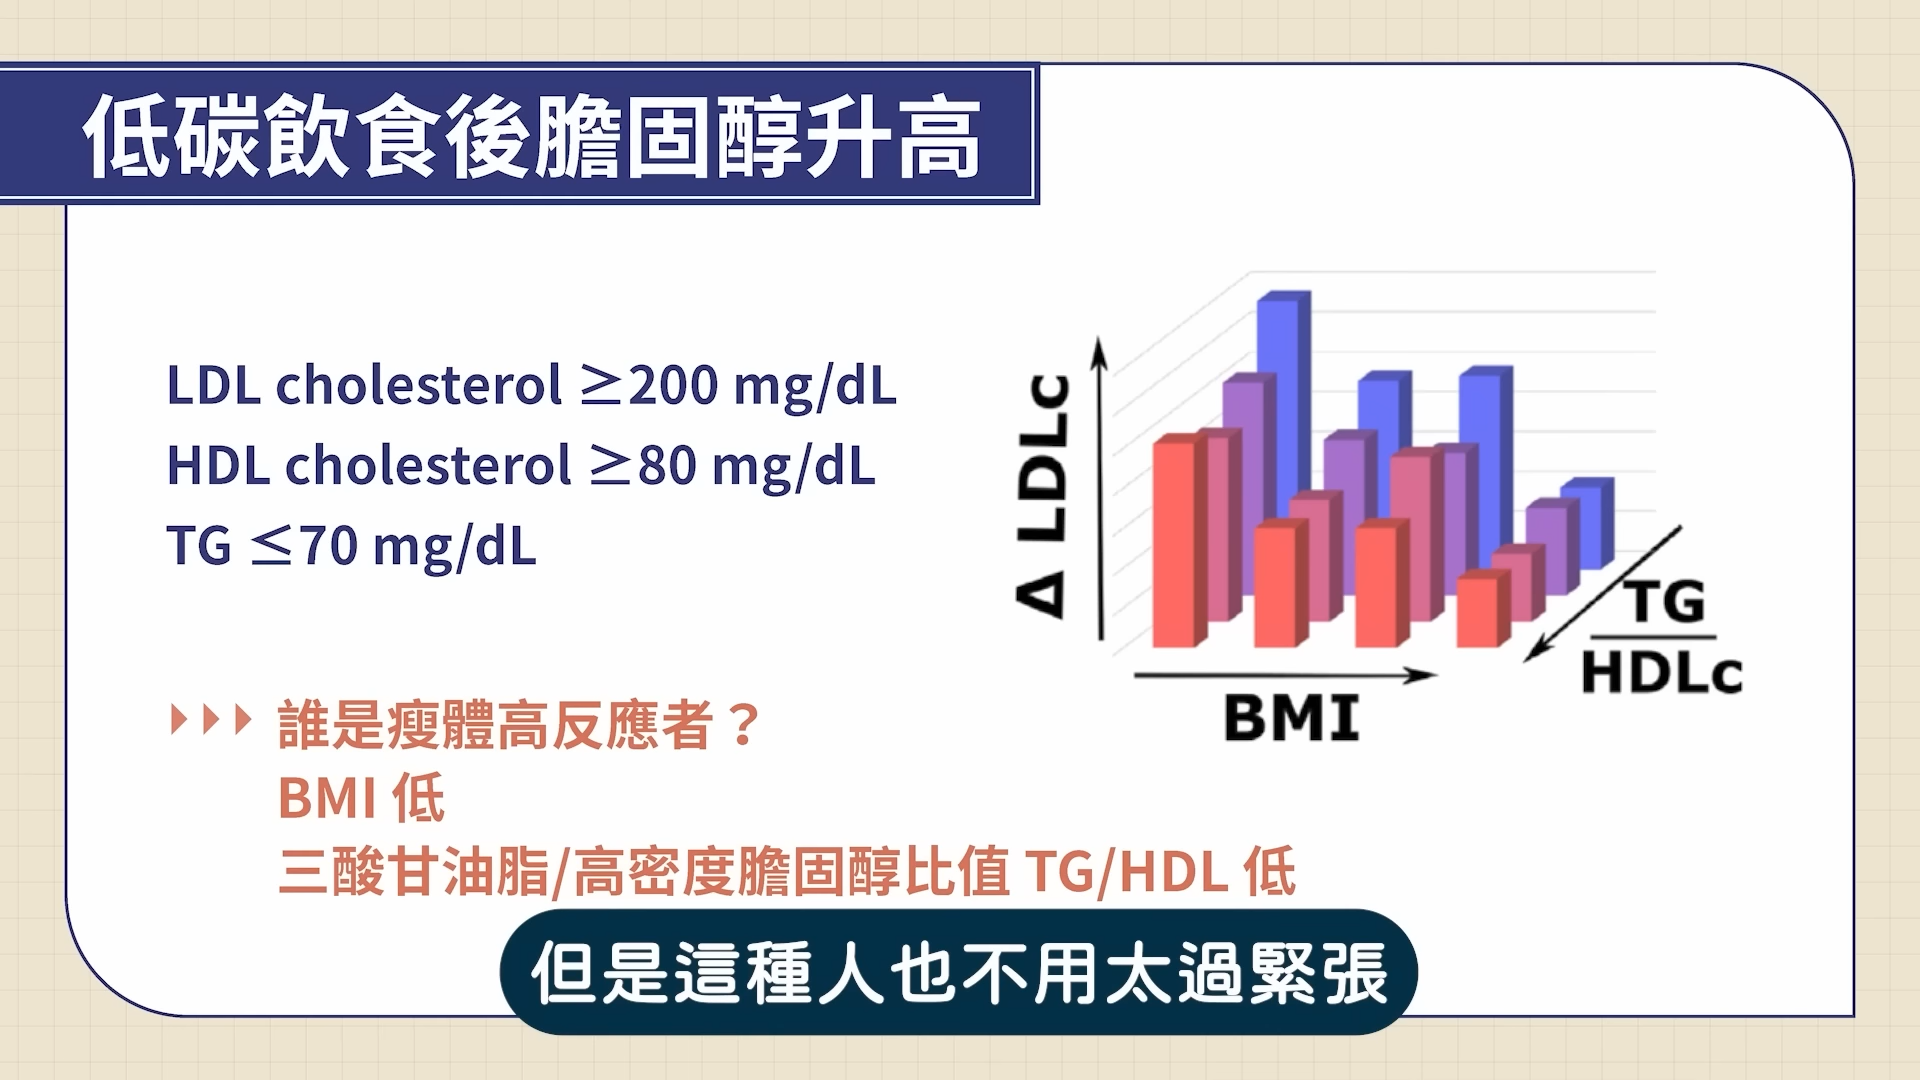 低碳飲食後膽固醇升高
LDL cholesterol ≥200 mg/dL
HDL cholesterol ≥80 mg/dL
TG ≤70 mg/dL
Δ LDLc
BMI
TG
HDLc
誰是瘦體高反應者？
BMI 低
三酸甘油脂/高密度膽固醇比值 TG/HDL 低
但是這種人也不用太過緊張